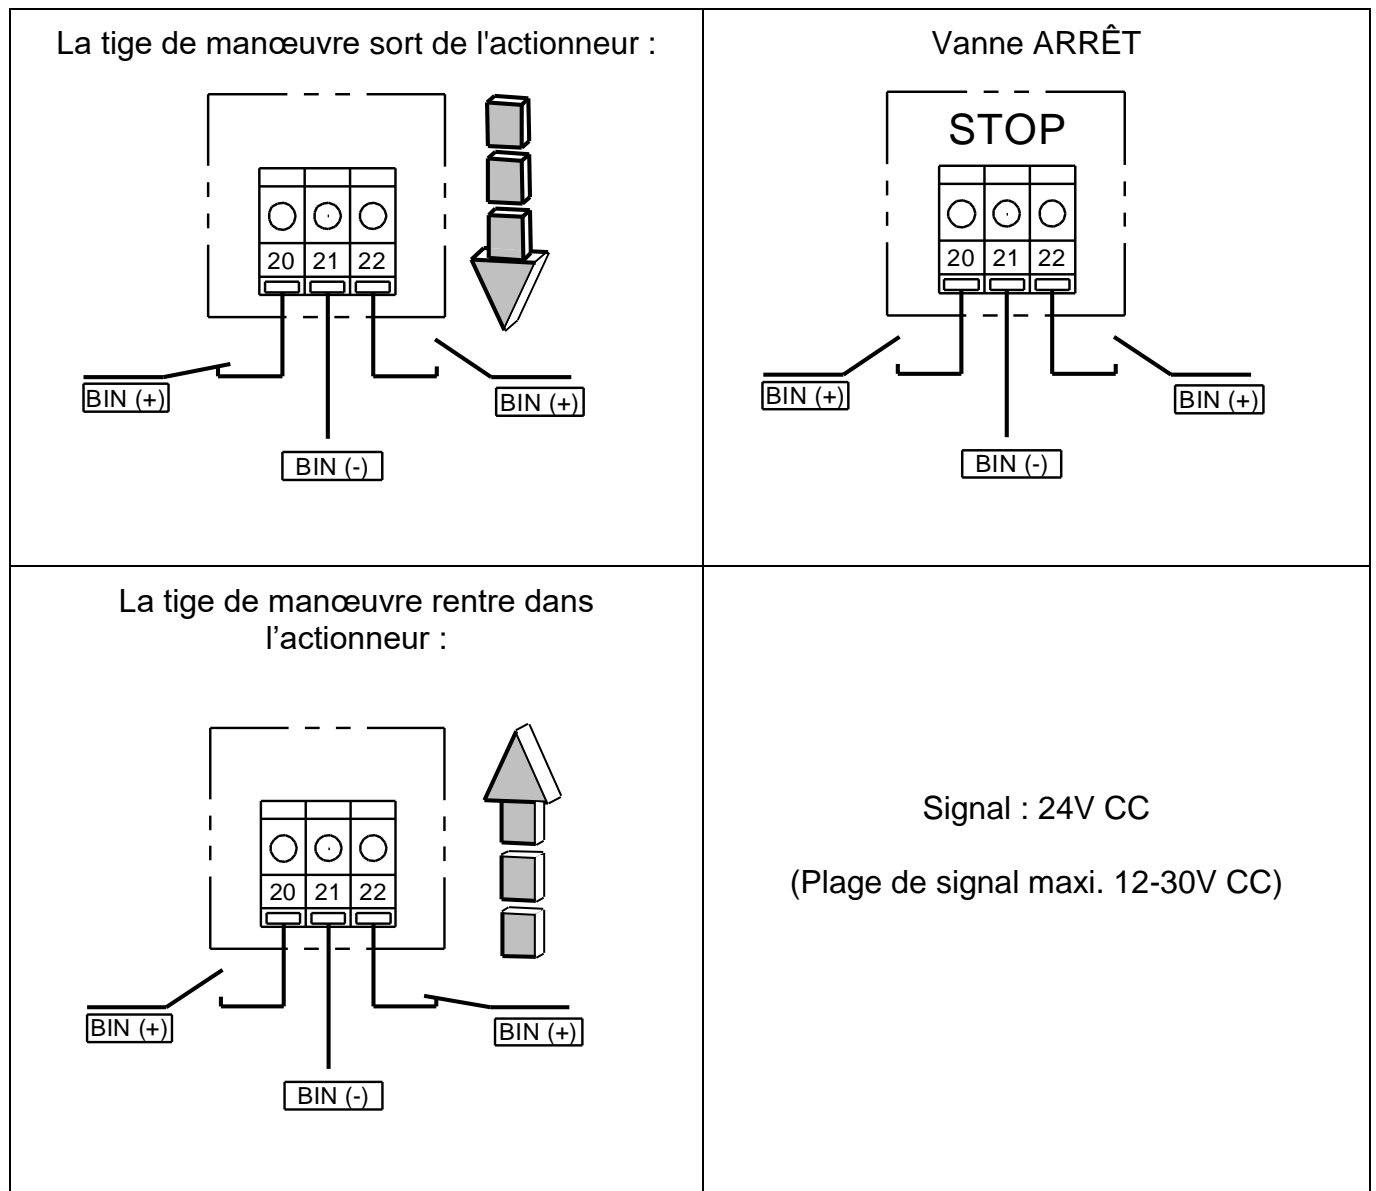 La tige de manœuvre sort de l'actionneur :
20 21 22
BIN (+)
BIN (+)
BIN (-)
Vanne ARRÊT
STOP
20 21 22
BIN (+)
BIN (+)
BIN (-)
La tige de manœuvre rentre dans
l’actionneur :
20 21 22
BIN (+)
BIN (+)
BIN (-)
Signal : 24V CC
(Plage de signal maxi. 12-30V CC)